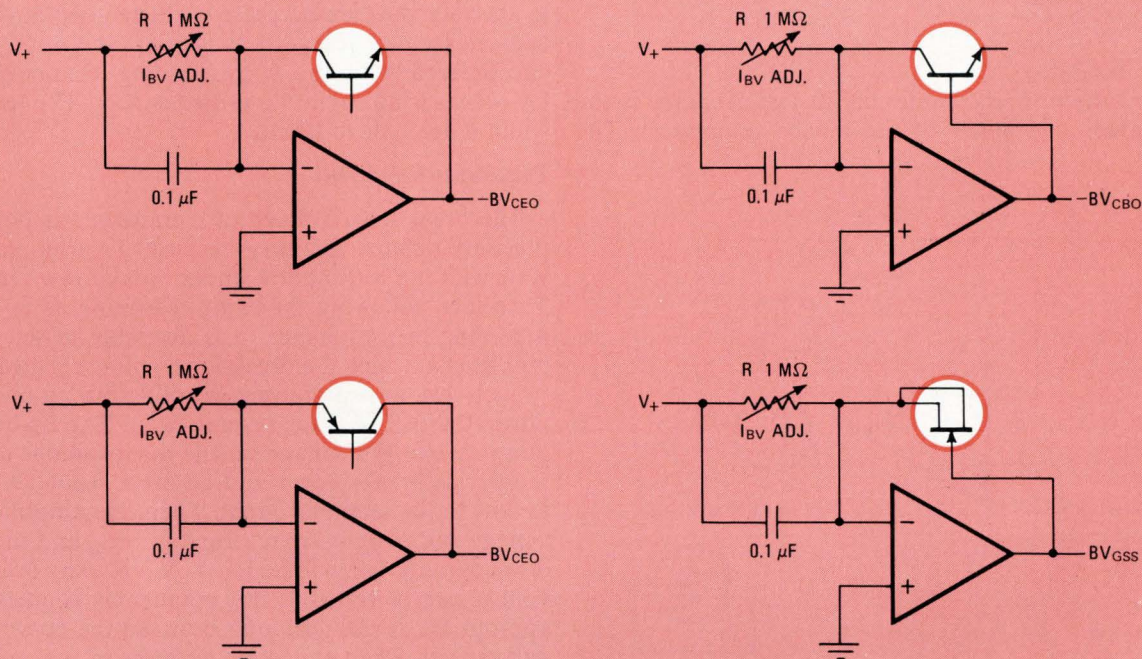 R 1 MΩ
V+
IBV ADJ.
0.1 µF
−
+
−BVCEO
R 1 MΩ
V+
IBV ADJ.
0.1 µF
−
+
−BVCBO
R 1 MΩ
V+
IBV ADJ.
0.1 µF
−
+
BVCEO
R 1 MΩ
V+
IBV ADJ.
0.1 µF
−
+
BVGSS